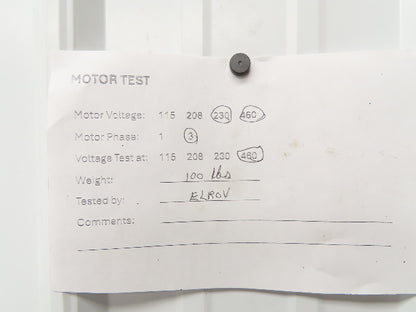 MOTOR TEST
Motor Voltage: 115 208 230 460
Motor Phase: 1 3
Voltage Test at: 115 208 230 460
Weight: 100 lbs
Tested by: ELROV
Comments: